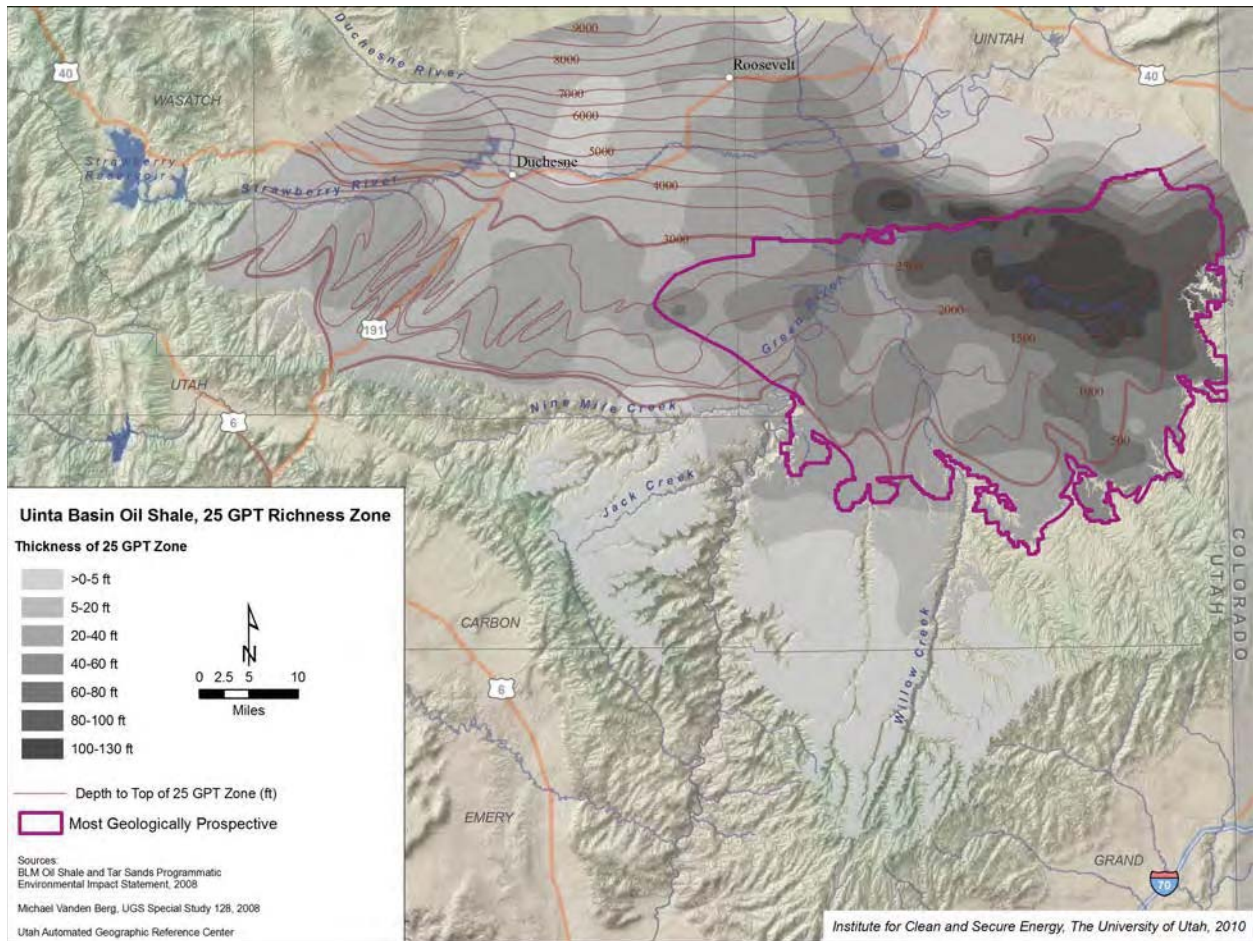 9000
Duchesne River
8000
Roosevelt
UINTAH
40
40
WASATCH
7000
6000
5000
Duchesne
Strawberry
Reservoir
Strawberry River
4000
3000
2500
2000
Green River
1500
191
1000
500
UTAH
6
Nine Mile Creek
Jack Creek
Willow Creek
UTAH
COLORADO
CARBON
6
EMERY
GRAND
70
Uinta Basin Oil Shale, 25 GPT Richness Zone
Thickness of 25 GPT Zone
>0-5 ft
5-20 ft
20-40 ft
40-60 ft
60-80 ft
80-100 ft
100-130 ft
N
0 2.5 5 10
Miles
Depth to Top of 25 GPT Zone (ft)
Most Geologically Prospective
Sources:
BLM Oil Shale and Tar Sands Programmatic
Environmental Impact Statement, 2008
Michael Vanden Berg, UGS Special Study 128, 2008
Utah Automated Geographic Reference Center
Institute for Clean and Secure Energy, The University of Utah, 2010